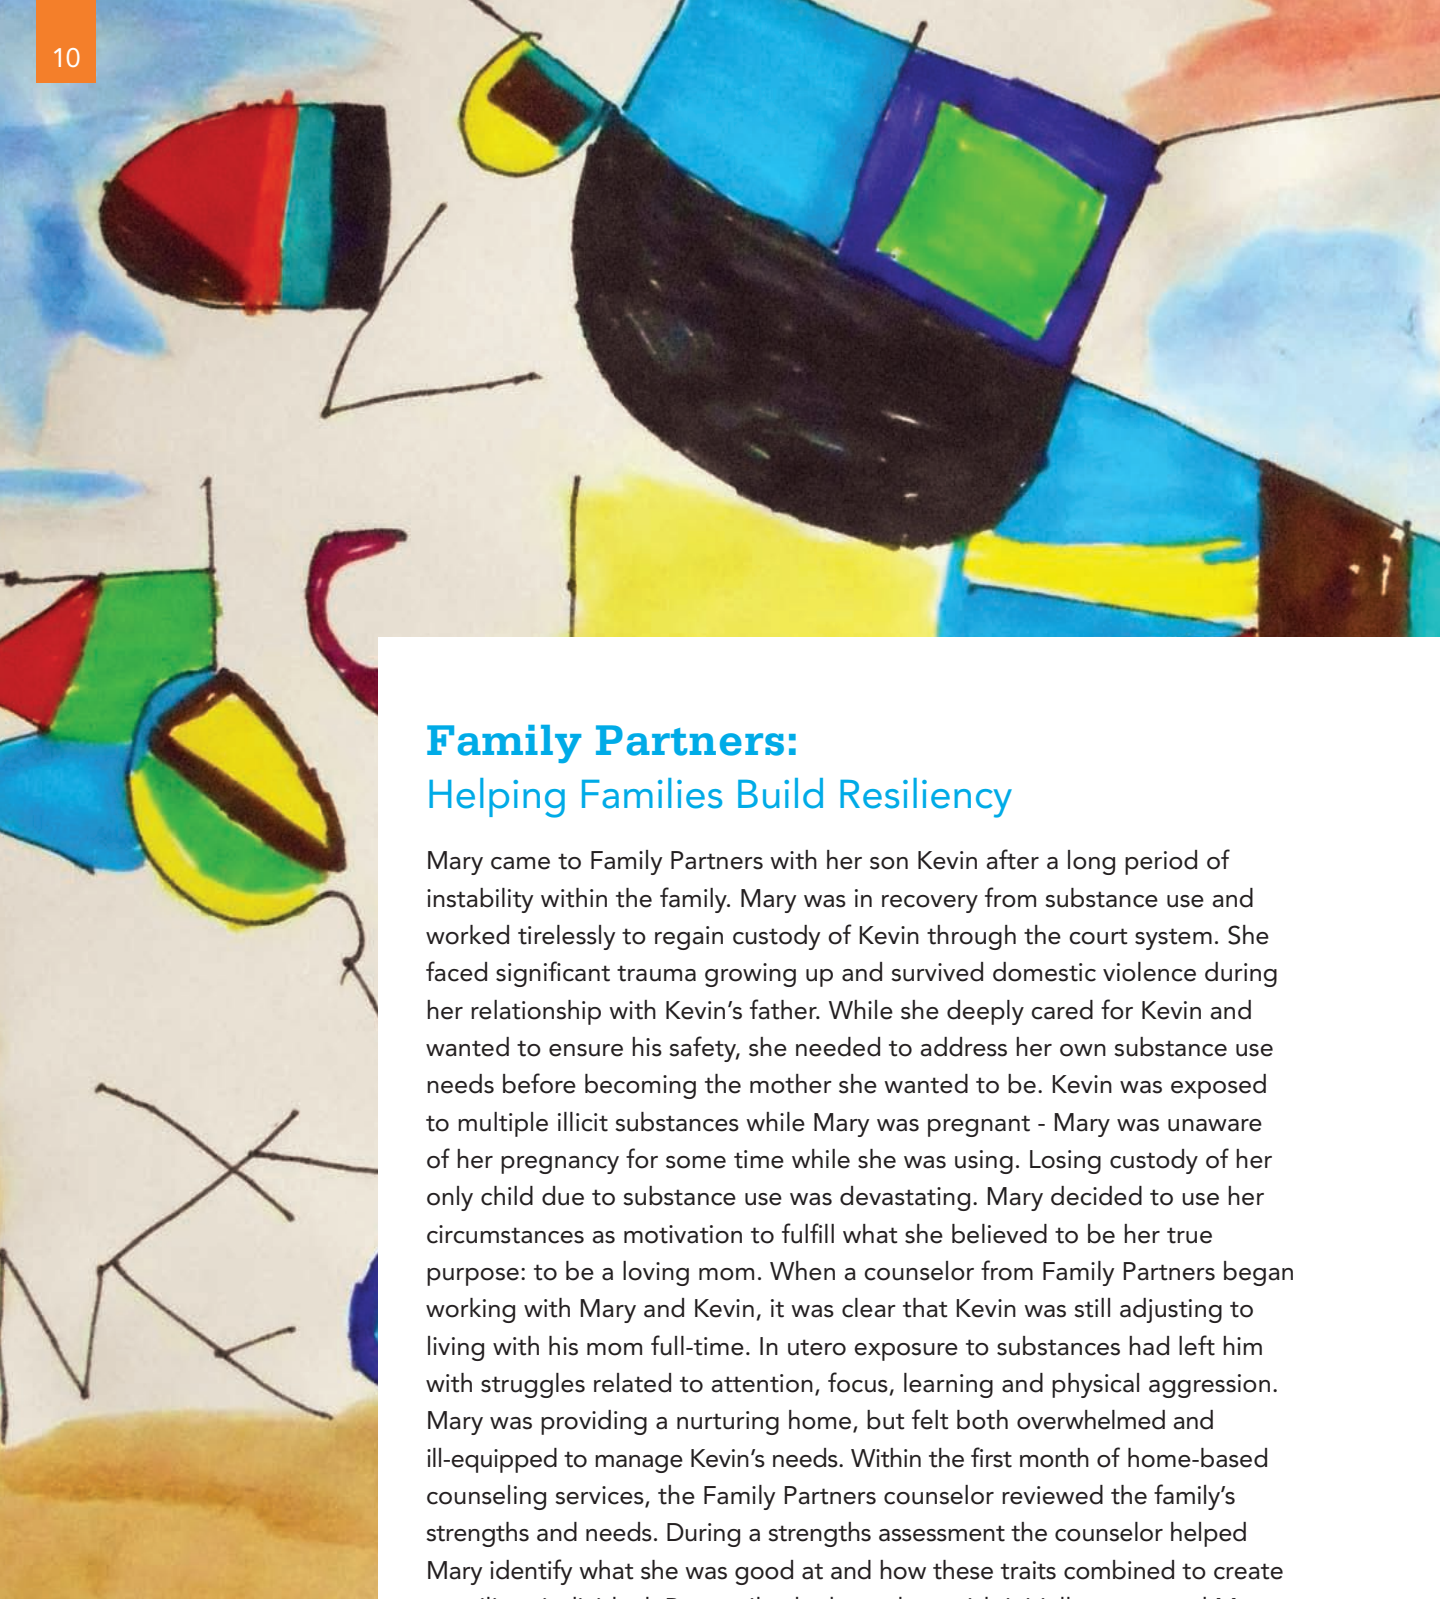 10
Family Partners:
Helping Families Build Resiliency
Mary came to Family Partners with her son Kevin after a long period of
instability within the family. Mary was in recovery from substance use and
worked tirelessly to regain custody of Kevin through the court system. She
faced significant trauma growing up and survived domestic violence during
her relationship with Kevin’s father. While she deeply cared for Kevin and
wanted to ensure his safety, she needed to address her own substance use
needs before becoming the mother she wanted to be. Kevin was exposed
to multiple illicit substances while Mary was pregnant - Mary was unaware
of her pregnancy for some time while she was using. Losing custody of her
only child due to substance use was devastating. Mary decided to use her
circumstances as motivation to fulfill what she believed to be her true
purpose: to be a loving mom. When a counselor from Family Partners began
working with Mary and Kevin, it was clear that Kevin was still adjusting to
living with his mom full-time. In utero exposure to substances had left him
with struggles related to attention, focus, learning and physical aggression.
Mary was providing a nurturing home, but felt both overwhelmed and
ill-equipped to manage Kevin’s needs. Within the first month of home-based
counseling services, the Family Partners counselor reviewed the family’s
strengths and needs. During a strengths assessment the counselor helped
Mary identify what she was good at and how these traits combined to create